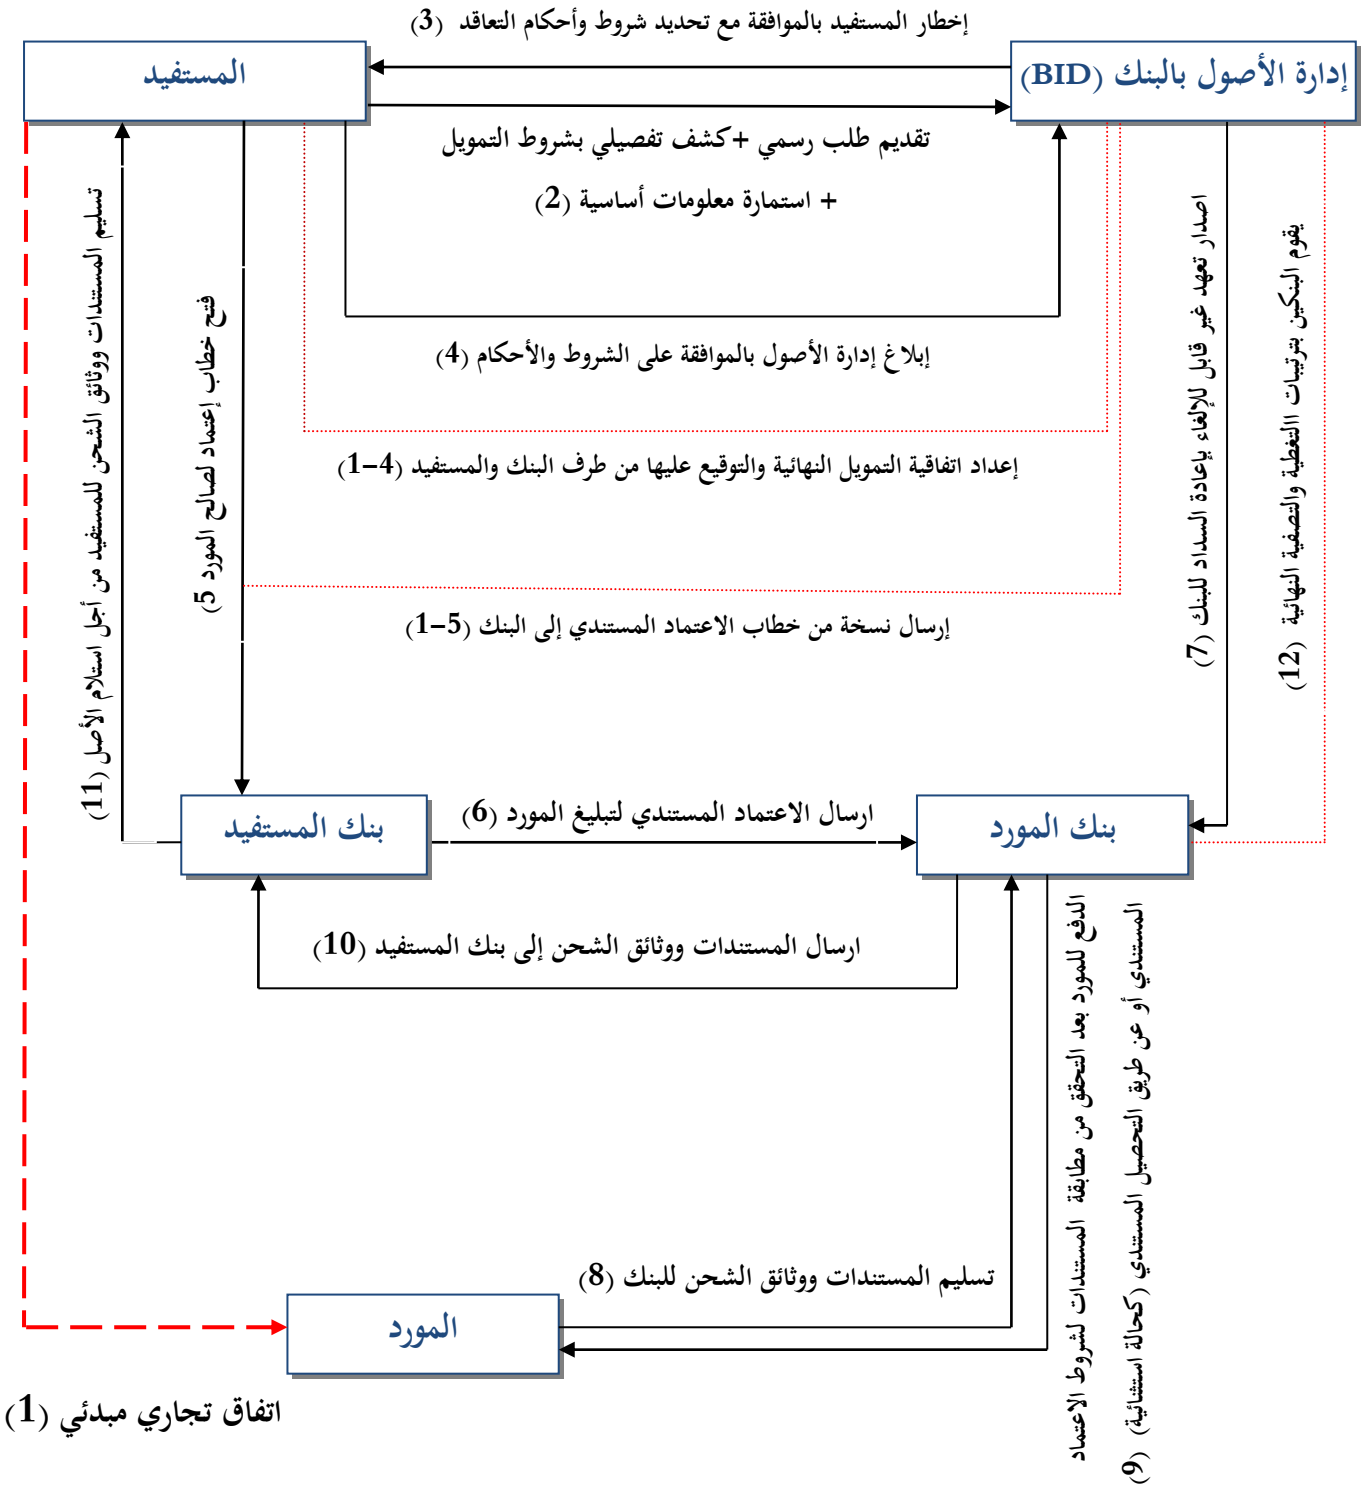 إخطار المستفيد بالموافقة مع تحديد شروط وأحكام التعاقد (3)
إدارة الأصول بالبنك (BID)
المستفيد
تقديم طلب رسمي +كشف تفصيلي بشروط التمويل
+ استمارة معلومات أساسية (2)
إبلاغ إدارة الأصول بالموافقة على الشروط والأحكام (4)
إعداد اتفاقية التمويل النهائية والتوقيع عليها من طرف البنك والمستفيد (4–1)
إرسال نسخة من خطاب الاعتماد المستندي إلى البنك (5–1)
يقوم البنكين بترتيبات االتغطية والتصفية النهائية (12)
اصدار تعهد غير قابل للإلغاء بإعادة السداد للبنك (7)
فتح خطاب إعتماد لصالح المورد 5)
تسليم المستندات ووثائق الشحن للمستفيد من أجل استلام الأصل (11)
بنك المورد
ارسال الاعتماد المستندي لتبليغ المورد (6)
بنك المستفيد
ارسال المستندات ووثائق الشحن إلى بنك المستفيد (10)
الدفع للمورد بعد التحقق من مطابقة المستندات لشروط الاعتماد
المستندي أو عن طريق التحصيل المستندي (كحالة استثنائية) (9)
تسليم المستندات ووثائق الشحن للبنك (8)
المورد
اتفاق تجاري مبدئي (1)